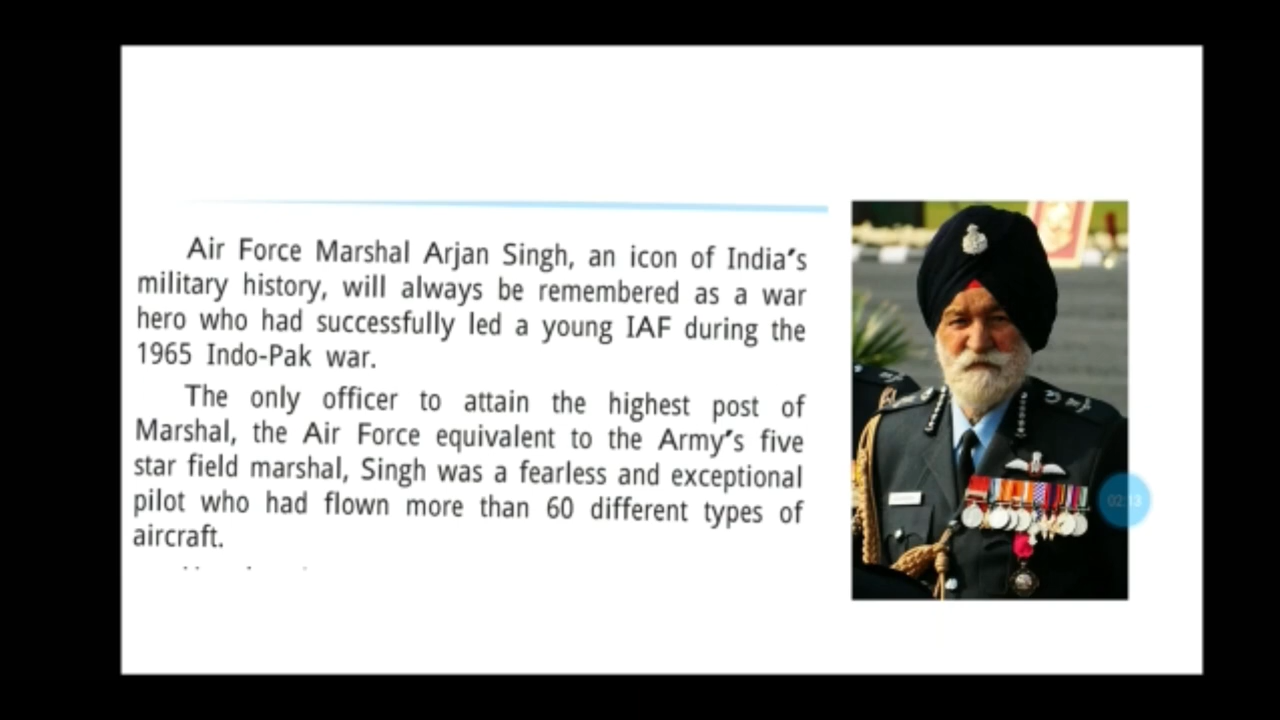 Air Force Marshal Arjan Singh, an icon of India's
military history, will always be remembered as a war
hero who had successfully led a young IAF during the
1965 Indo-Pak war.
The only officer to attain the highest post of
Marshal, the Air Force equivalent to the Army's five
star field marshal, Singh was a fearless and exceptional
pilot who had flown more than 60 different types of
aircraft.